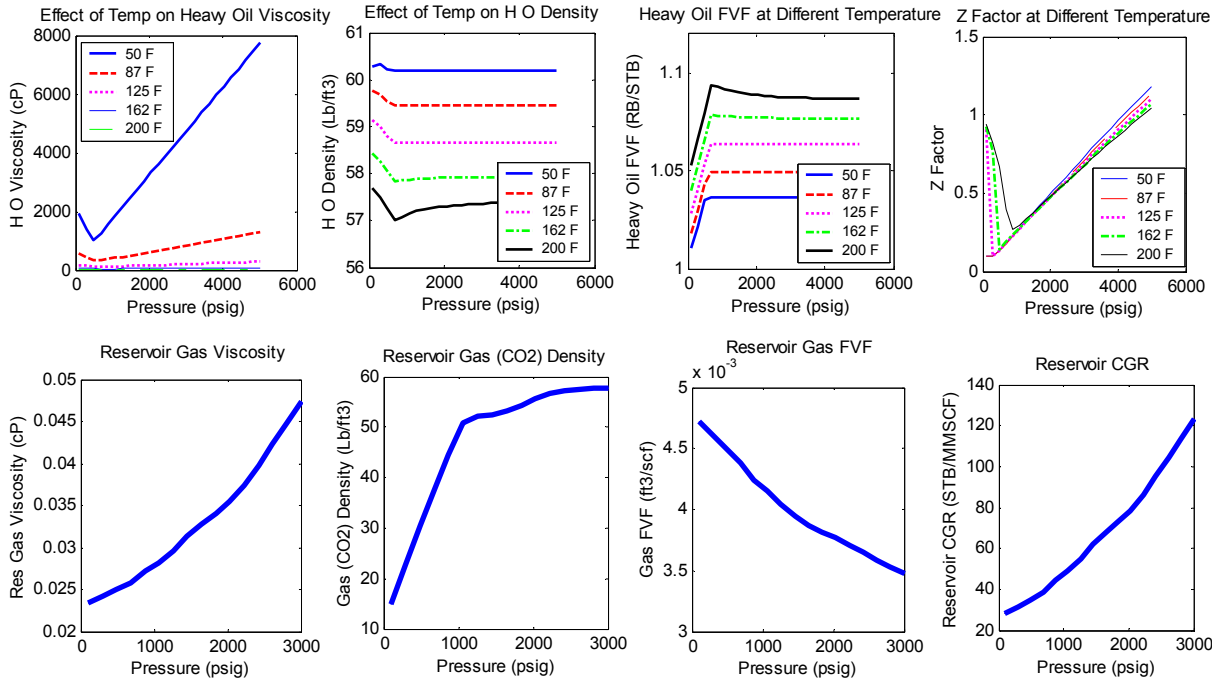 Effect of Temp on Heavy Oil Viscosity
8000
6000
4000
2000
0
H O Viscosity (cP)
50 F
87 F
125 F
162 F
200 F
0 2000 4000 6000
Pressure (psig)
Effect of Temp on H O Density
61
60
59
58
57
56
H O Density (Lb/ft3)
50 F
87 F
125 F
162 F
200 F
0 2000 4000 6000
Pressure (psig)
Heavy Oil FVF at Different Temperature
1.1
1.05
1
Heavy Oil FVF (RB/STB)
50 F
87 F
125 F
162 F
200 F
0 2000 4000 6000
Pressure (psig)
Z Factor at Different Temperature
1.5
1
0.5
0
Z Factor
50 F
87 F
125 F
162 F
200 F
0 2000 4000 6000
Pressure (psig)
Reservoir Gas Viscosity
0.05
0.045
0.04
0.035
0.03
0.025
0.02
Res Gas Viscosity (cP)
0 1000 2000 3000
Pressure (psig)
Reservoir Gas (CO2) Density
60
50
40
30
20
10
Gas (CO2) Density (Lb/ft3)
0 1000 2000 3000
Pressure (psig)
Reservoir Gas FVF
x 10-3
5
4.5
4
3.5
3
Gas FVF (ft3/scf)
0 1000 2000 3000
Pressure (psig)
Reservoir CGR
140
120
100
80
60
40
20
Reservoir CGR (STB/MMSCF)
0 1000 2000 3000
Pressure (psig)